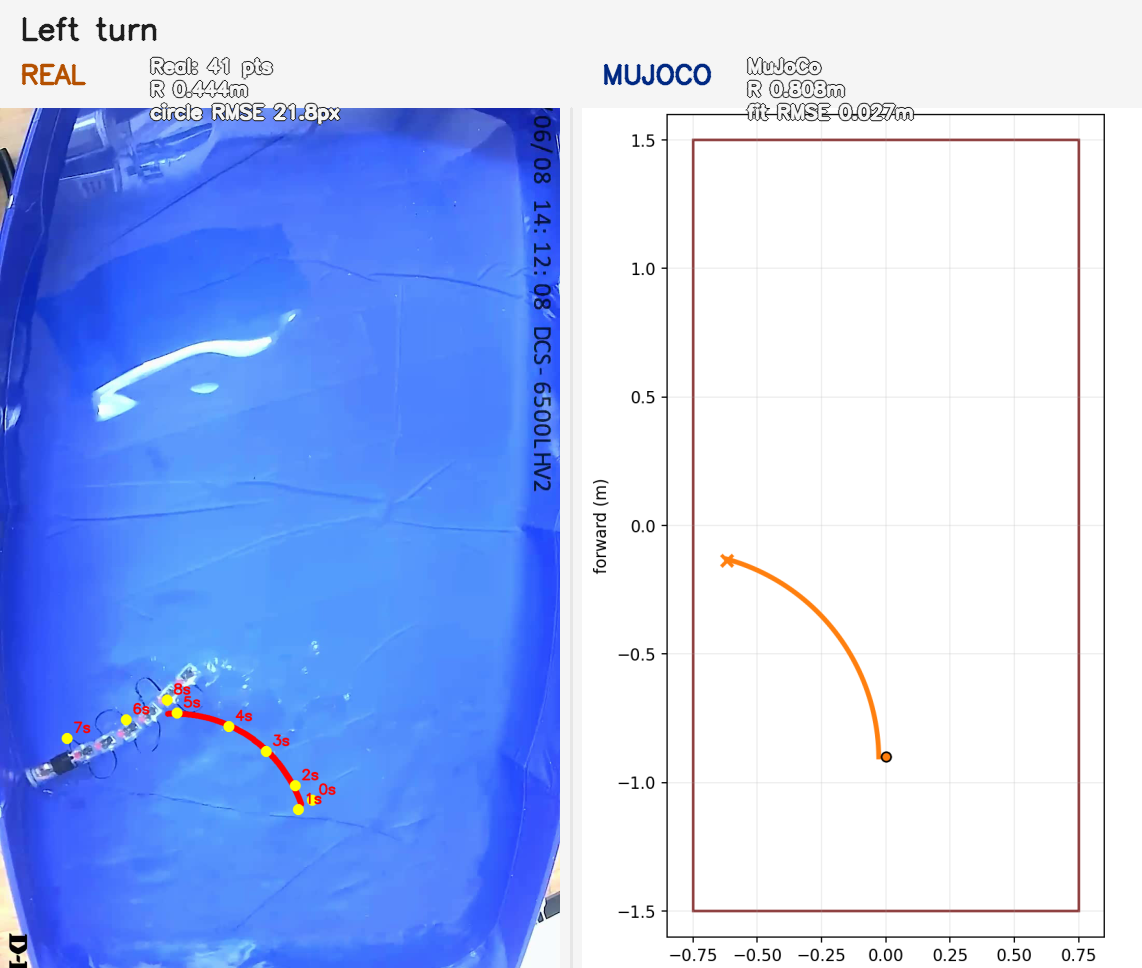 Left turn
REAL
Real: 41 pts
R 0.444m
circle RMSE 21.8px
MUJOCO
MuJoCo
R 0.808m
fit RMSE 0.027m
06/08 14:12:08 DCS-6500LHV2
8s
5s
6s
4s
7s
3s
2s
0s
1s
D-
forward (m)
1.5
1.0
0.5
0.0
−0.5
−1.0
−1.5
−0.75 −0.50 −0.25 0.00 0.25 0.50 0.75